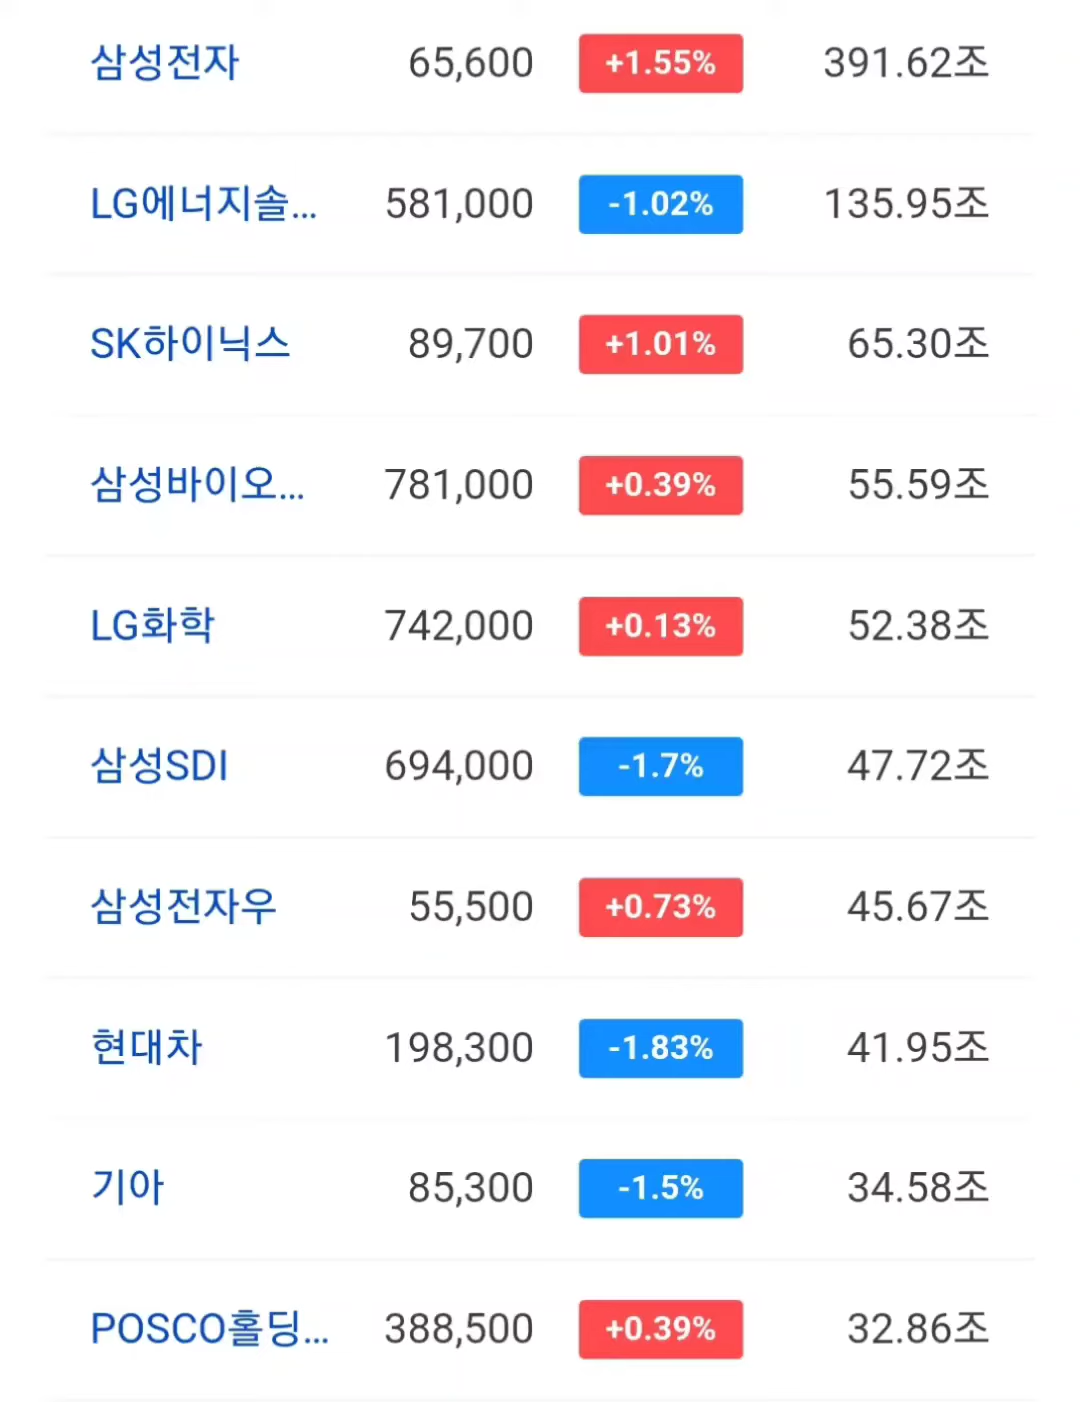 삼성전자 65,600 +1.55% 391.62조
LG에너지솔... 581,000 -1.02% 135.95조
SK하이닉스 89,700 +1.01% 65.30조
삼성바이오... 781,000 +0.39% 55.59조
LG화학 742,000 +0.13% 52.38조
삼성SDI 694,000 -1.7% 47.72조
삼성전자우 55,500 +0.73% 45.67조
현대차 198,300 -1.83% 41.95조
기아 85,300 -1.5% 34.58조
POSCO홀딩... 388,500 +0.39% 32.86조